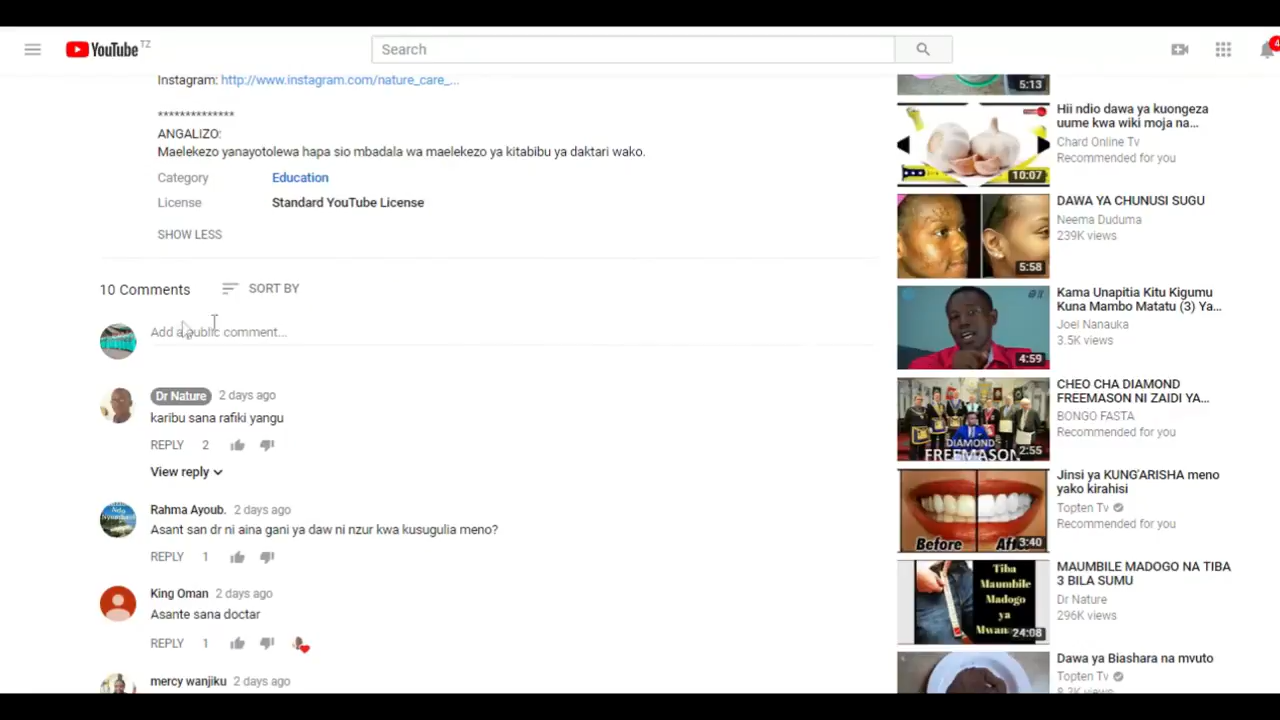 YouTube TZ
Search
4
Instagram: http://www.instagram.com/nature_care_...
**************
ANGALIZO:
Maelekezo yanayotolewa hapa sio mbadala wa maelekezo ya kitabibu ya daktari wako.
Category Education
License Standard YouTube License
SHOW LESS
10 Comments SORT BY
Add a public comment...
Dr Nature 2 days ago
karibu sana rafiki yangu
REPLY 2
View reply
Rahma Ayoub. 2 days ago
Asant san dr ni aina gani ya daw ni nzur kwa kusugulia meno?
REPLY 1
King Oman 2 days ago
Asante sana doctar
REPLY 1
mercy wanjiku 2 days ago
5:13
Hii ndio dawa ya kuongeza
uume kwa wiki moja na...
Chard Online Tv
Recommended for you
10:07
DAWA YA CHUNUSI SUGU
Neema Duduma
239K views
5:58
Kama Unapitia Kitu Kigumu
Kuna Mambo Matatu (3) Ya...
Joel Nanauka
3.5K views
4:59
CHEO CHA DIAMOND
FREEMASON NI ZAIDI YA...
BONGO FASTA
Recommended for you
DIAMOND
FREEMASON
2:55
Jinsi ya KUNG'ARISHA meno
yako kirahisi
Topten Tv
Recommended for you
Before
3:40
MAUMBILE MADOGO NA TIBA
3 BILA SUMU
Dr Nature
296K views
Tiba
Maumbile
Madogo
ya
24:08
Dawa ya Biashara na mvuto
Topten Tv
8.3K views